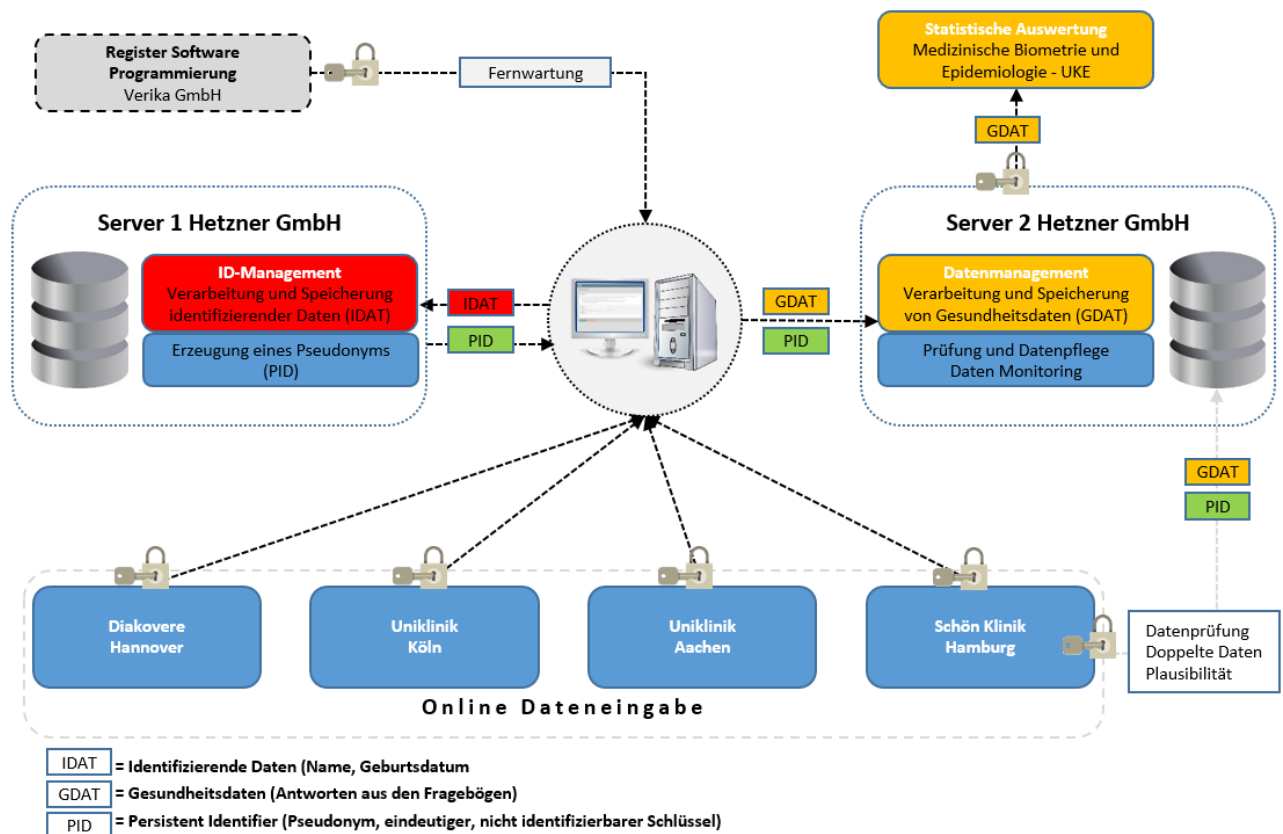 Register Software
Programmierung
Verika GmbH
Fernwartung
Statistische Auswertung
Medizinische Biometrie und
Epidemiologie - UKE
GDAT
Server 1 Hetzner GmbH
ID-Management
Verarbeitung und Speicherung
identifizierender Daten (IDAT)
Erzeugung eines Pseudonyms
(PID)
IDAT
PID
GDAT
PID
Server 2 Hetzner GmbH
Datenmanagement
Verarbeitung und Speicherung
von Gesundheitsdaten (GDAT)
Prüfung und Datenpflege
Daten Monitoring
GDAT
PID
Diakovere
Hannover
Uniklinik
Köln
Uniklinik
Aachen
Schön Klinik
Hamburg
Datenprüfung
Doppelte Daten
Plausibilität
Online Dateneingabe
IDAT = Identifizierende Daten (Name, Geburtsdatum
GDAT = Gesundheitsdaten (Antworten aus den Fragebögen)
PID = Persistent Identifier (Pseudonym, eindeutiger, nicht identifizierbarer Schlüssel)